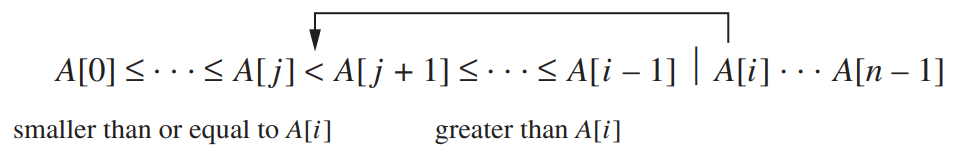 A[0] ≤ · · · ≤ A[j] < A[j + 1] ≤ · · · ≤ A[i – 1] | A[i] · · · A[n – 1]
smaller than or equal to A[i] greater than A[i]